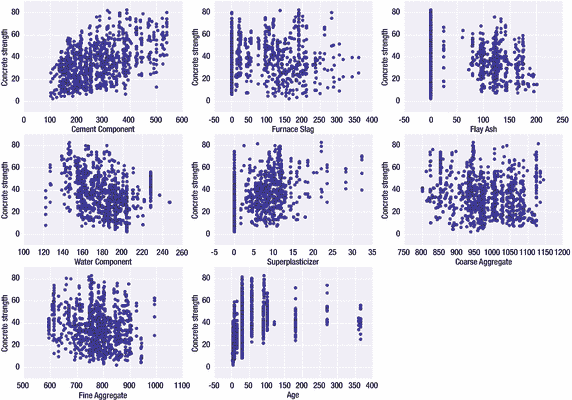 Concrete strength
80
60
40
20
0
0 100 200 300 400 500 600
Cement Component
Concrete strength
80
60
40
20
0
-50 0 50 100 150 200 250 300 350 400
Furnace Slag
Concrete strength
80
60
40
20
0
-50 0 50 100 150 200 250
Flay Ash
Concrete strength
80
60
40
20
0
100 120 140 160 180 200 220 240 260
Water Component
Concrete strength
80
60
40
20
0
-5 0 5 10 15 20 25 30 35
Superplasticizer
Concrete strength
80
60
40
20
0
750 800 850 900 950 1000 1050 1100 1150 1200
Coarse Aggregate
Concrete strength
80
60
40
20
0
500 600 700 800 900 1000 1100
Fine Aggregate
Concrete strength
80
60
40
20
0
-50 0 50 100 150 200 250 300 350 400
Age